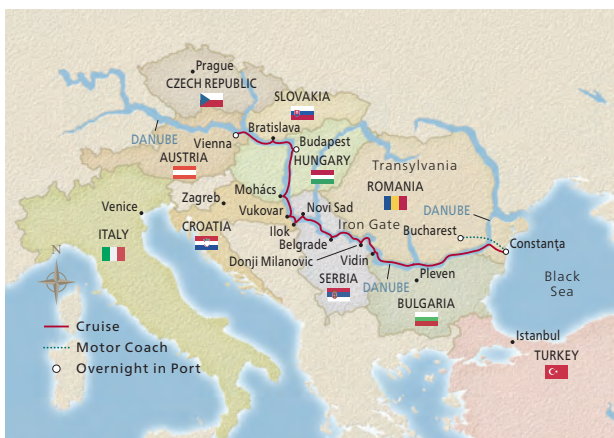 Prague
CZECH REPUBLIC
SLOVAKIA
DANUBE
Vienna
Bratislava
Budapest
AUSTRIA
HUNGARY
Transylvania
Mohács
ROMANIA
Zagreb
Novi Sad
Venice
Vukovar
DANUBE
Iron Gate
Bucharest
ITALY
CROATIA
Ilok
Constanţa
Belgrade
Donji Milanovic
Vidin
Black
Sea
SERBIA
DANUBE
Pleven
BULGARIA
N
Cruise
Motor Coach
Overnight in Port
Istanbul
TURKEY